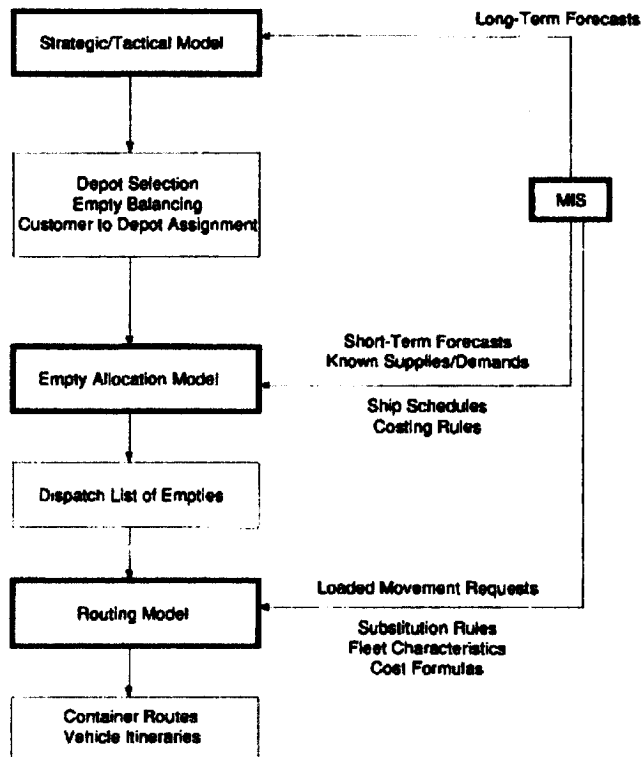 Long-Term Forecasts
Strategic/Tactical Model
Depot Selection
Empty Balancing
Customer to Depot Assignment
MIS
Short-Term Forecasts
Known Supplies/Demands
Empty Allocation Model
Ship Schedules
Costing Rules
Dispatch List of Empties
Loaded Movement Requests
Routing Model
Substitution Rules
Fleet Characteristics
Cost Formulas
Container Routes
Vehicle Itineraries